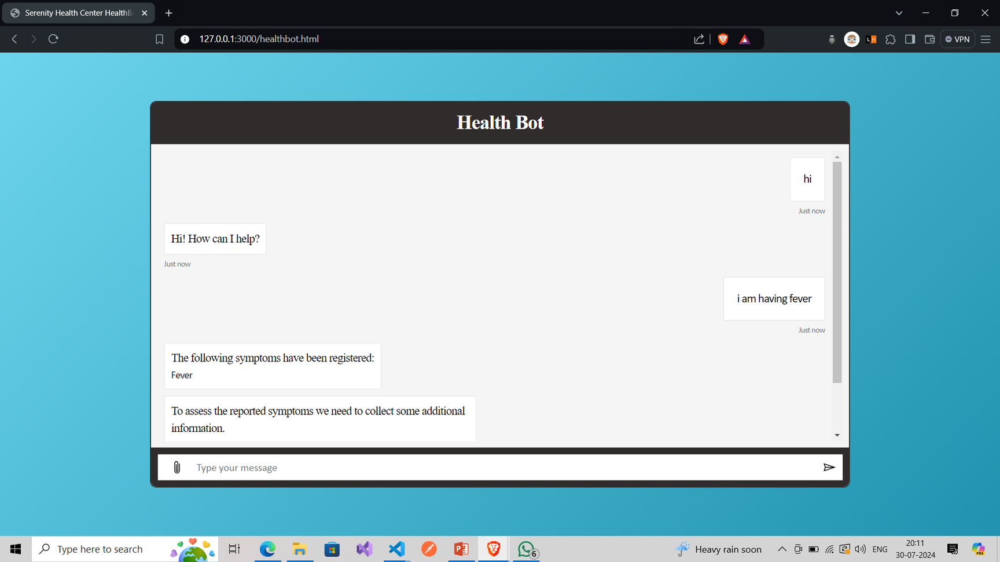 Serenity Health Center HealthB
127.0.0.1:3000/healthbot.html
VPN
Health Bot
hi
Just now
Hi! How can I help?
Just now
i am having fever
Just now
The following symptoms have been registered:
Fever
To assess the reported symptoms we need to collect some additional
information.
Type your message
Type here to search
6
Heavy rain soon
ENG
20:11
30-07-2024
PRE